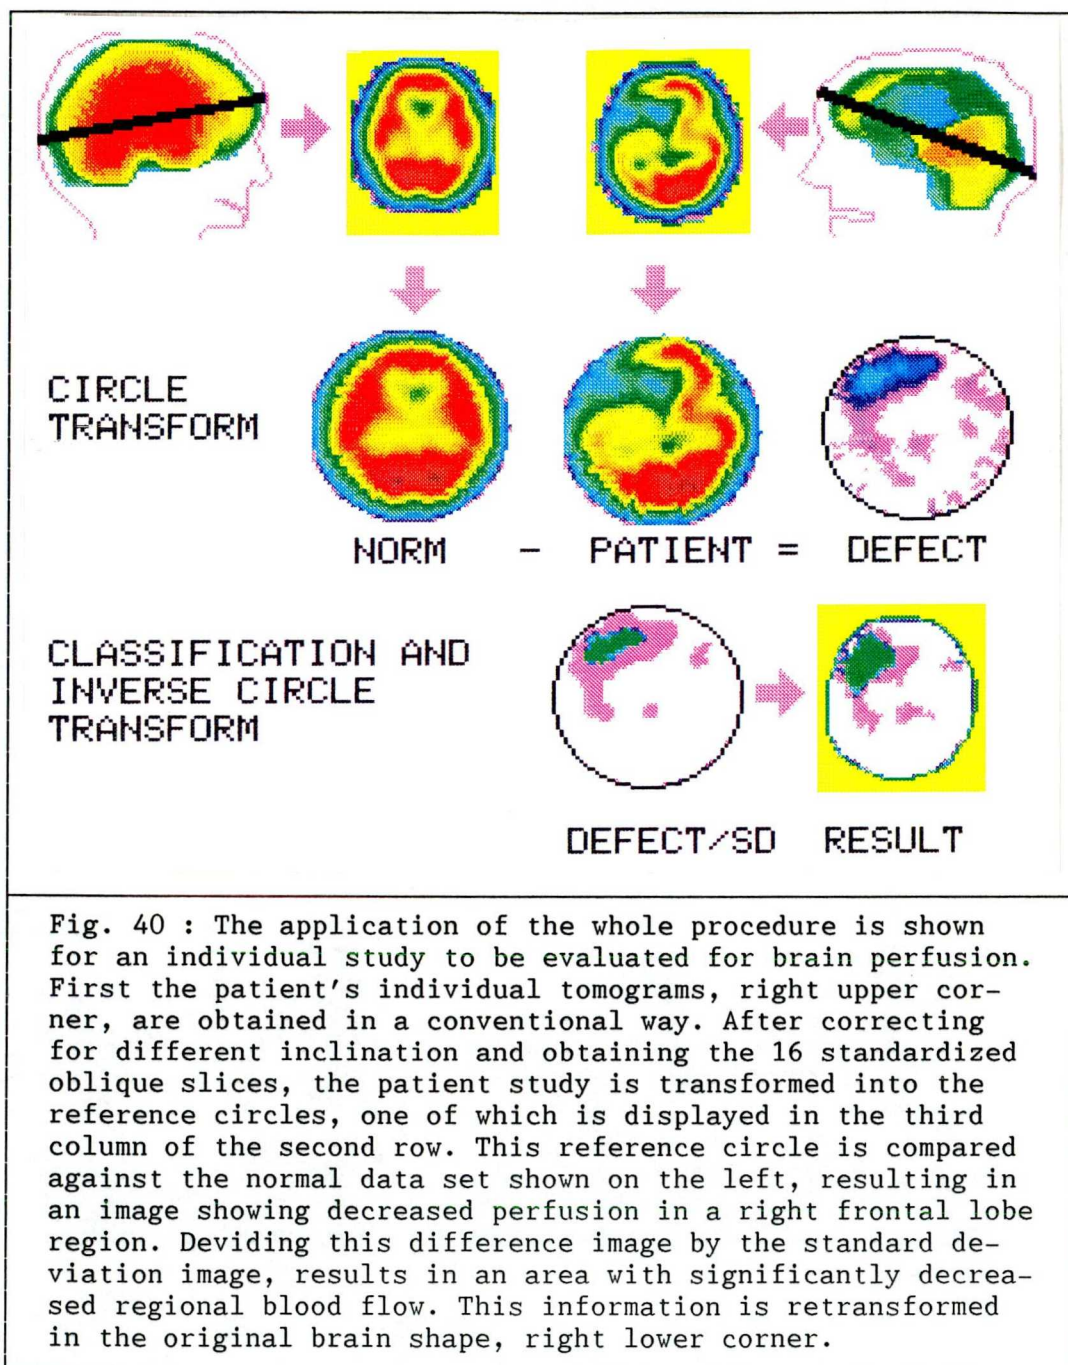 CIRCLE
TRANSFORM
NORM - PATIENT = DEFECT
CLASSIFICATION AND
INVERSE CIRCLE
TRANSFORM
DEFECT/SD RESULT
Fig. 40 : The application of the whole procedure is shown
for an individual study to be evaluated for brain perfusion.
First the patient's individual tomograms, right upper cor-
ner, are obtained in a conventional way. After correcting
for different inclination and obtaining the 16 standardized
oblique slices, the patient study is transformed into the
reference circles, one of which is displayed in the third
column of the second row. This reference circle is compared
against the normal data set shown on the left, resulting in
an image showing decreased perfusion in a right frontal lobe
region. Deviding this difference image by the standard de-
viation image, results in an area with significantly decrea-
sed regional blood flow. This information is retransformed
in the original brain shape, right lower corner.